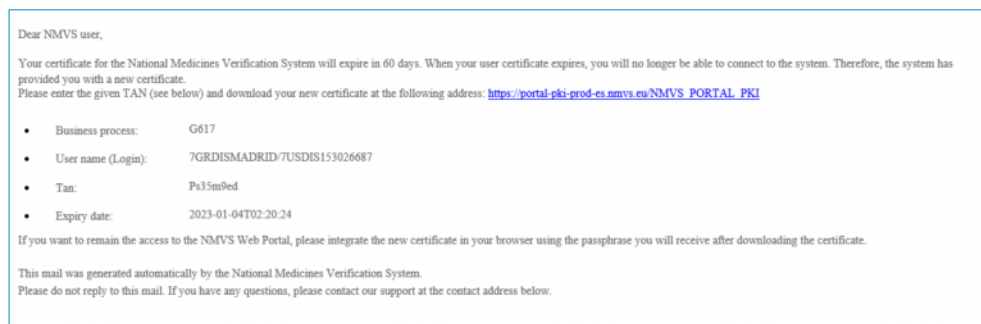 Dear NMVS user,
Your certificate for the National Medicines Verification System will expire in 60 days. When your user certificate expires, you will no longer be able to connect to the system. Therefore, the system has
provided you with a new certificate.
Please enter the given TAN (see below) and download your new certificate at the following address: https://portal-pki-prod-es.nmvs.eu/NMVS_PORTAL_PKI
• Business process: G617
• User name (Login): 7GRDISMADRID/7USDIS153026687
• Tan: Ps35m9ed
• Expiry date: 2023-01-04T02:20:24
If you want to remain the access to the NMVS Web Portal, please integrate the new certificate in your browser using the passphrase you will receive after downloading the certificate.
This mail was generated automatically by the National Medicines Verification System.
Please do not reply to this mail. If you have any questions, please contact our support at the contact address below.